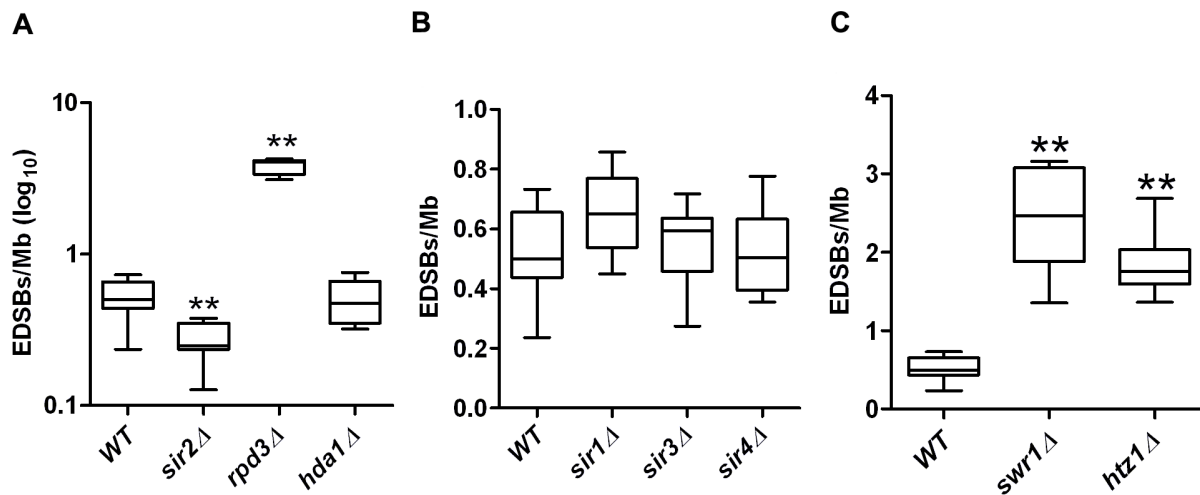 A
B
C
EDSBs/Mb (log10)
10
1
0.1
**
**
WT
sir2Δ
rpd3Δ
hda1Δ
EDSBs/Mb
1.0
0.8
0.6
0.4
0.2
0.0
WT
sir1Δ
sir3Δ
sir4Δ
EDSBs/Mb
4
3
2
1
0
**
**
WT
swr1Δ
htz1Δ